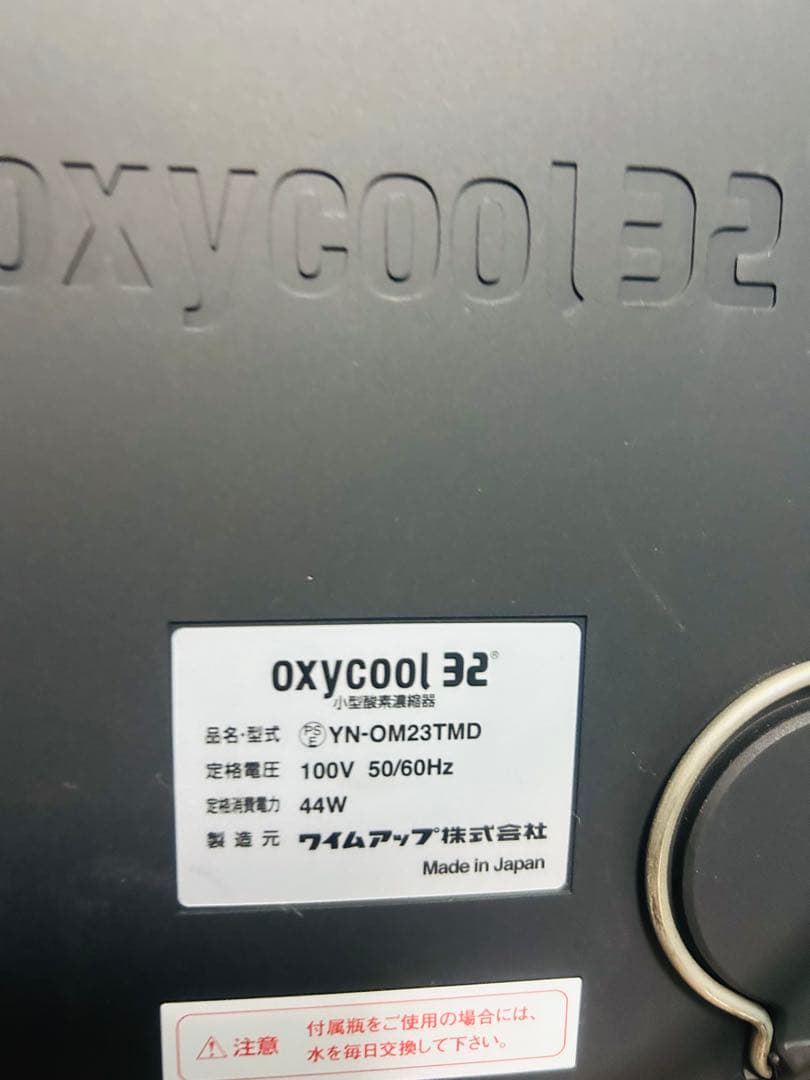 oxycool 32
oxycool 32®
小型酸素濃縮器
品名・型式 PSE YN-OM23TMD
定格電圧 100V 50/60Hz
定格消費電力 44W
製造元 ワイムアップ株式会社
Made in Japan
注意 付属瓶をご使用の場合には、
水を毎日交換して下さい。